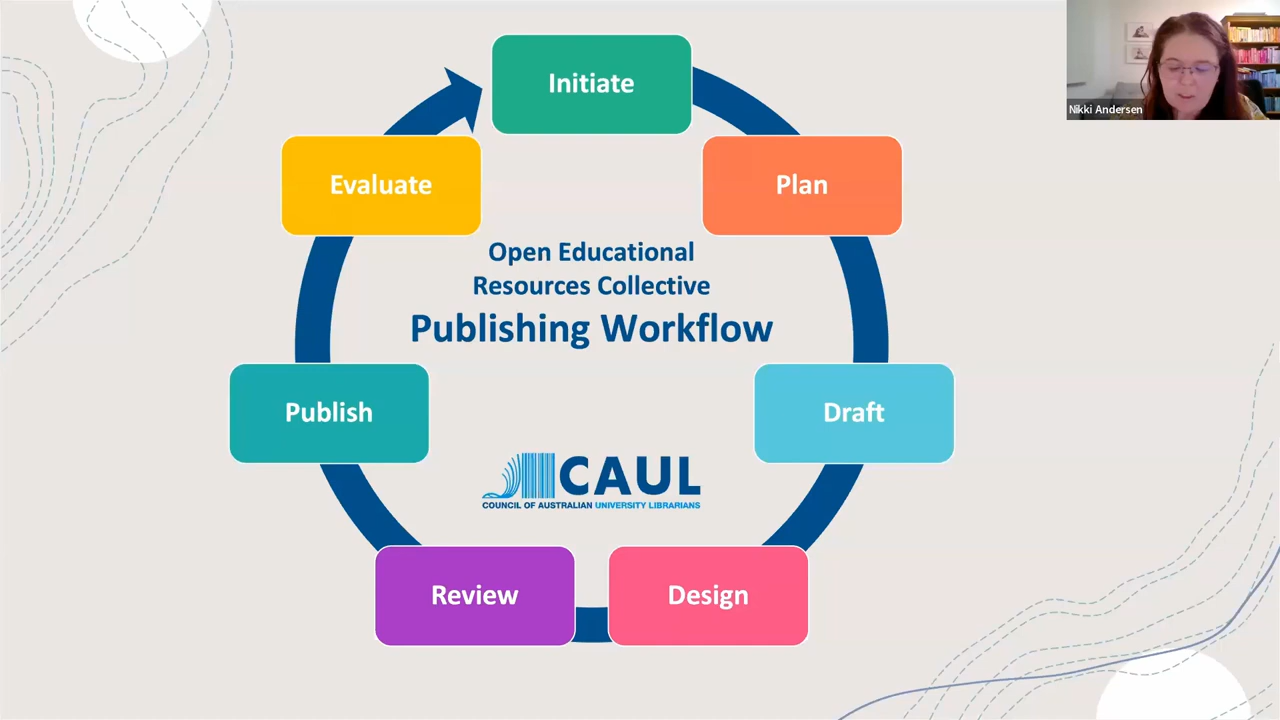 Initiate
Nikki Andersen
Evaluate
Plan
Open Educational
Resources Collective
Publishing Workflow
Publish
Draft
CAUL
COUNCIL OF AUSTRALIAN UNIVERSITY LIBRARIANS
Review
Design